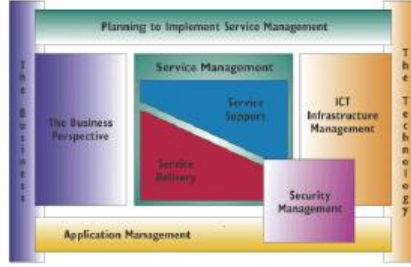 Planning to Implement Service Management
The Business
The Technology
Service Management
The Business
Perspective
Service
Support
ICT
Infrastructure
Management
Service
Delivery
Security
Management
Application Management